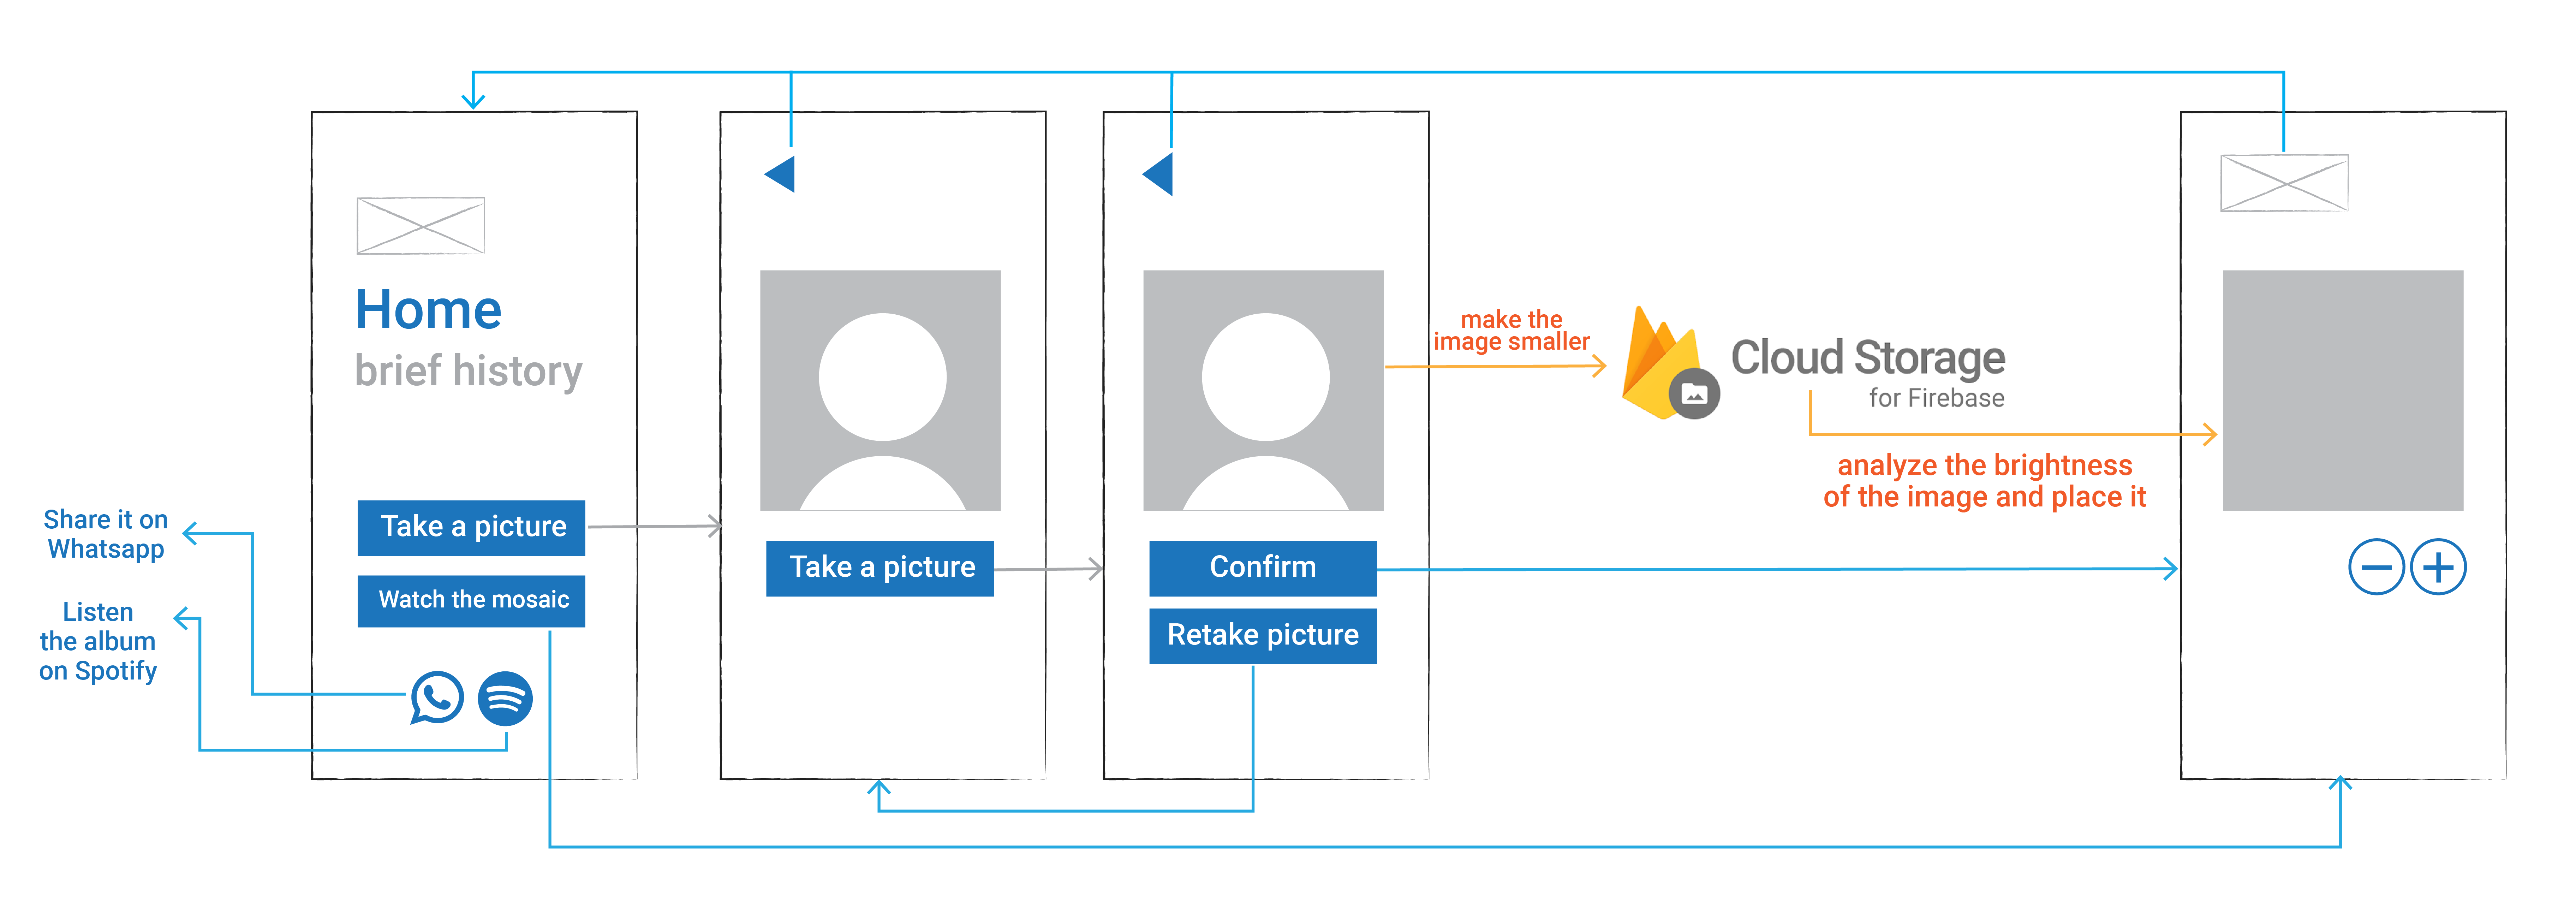 Share it on
Whatsapp
Listen
the album
on Spotify
Home
brief history
Take a picture
Watch the mosaic
Take a picture
Confirm
Retake picture
make the
image smaller
Cloud Storage
for Firebase
analyze the brightness
of the image and place it